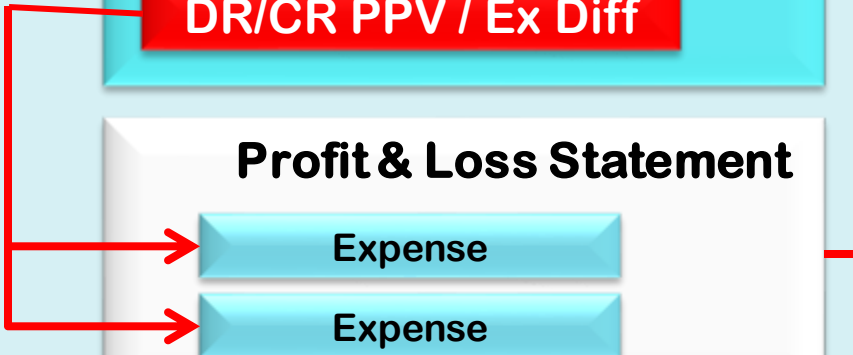 DR/CR PPV / Ex Diff
Profit & Loss Statement
Expense
Expense